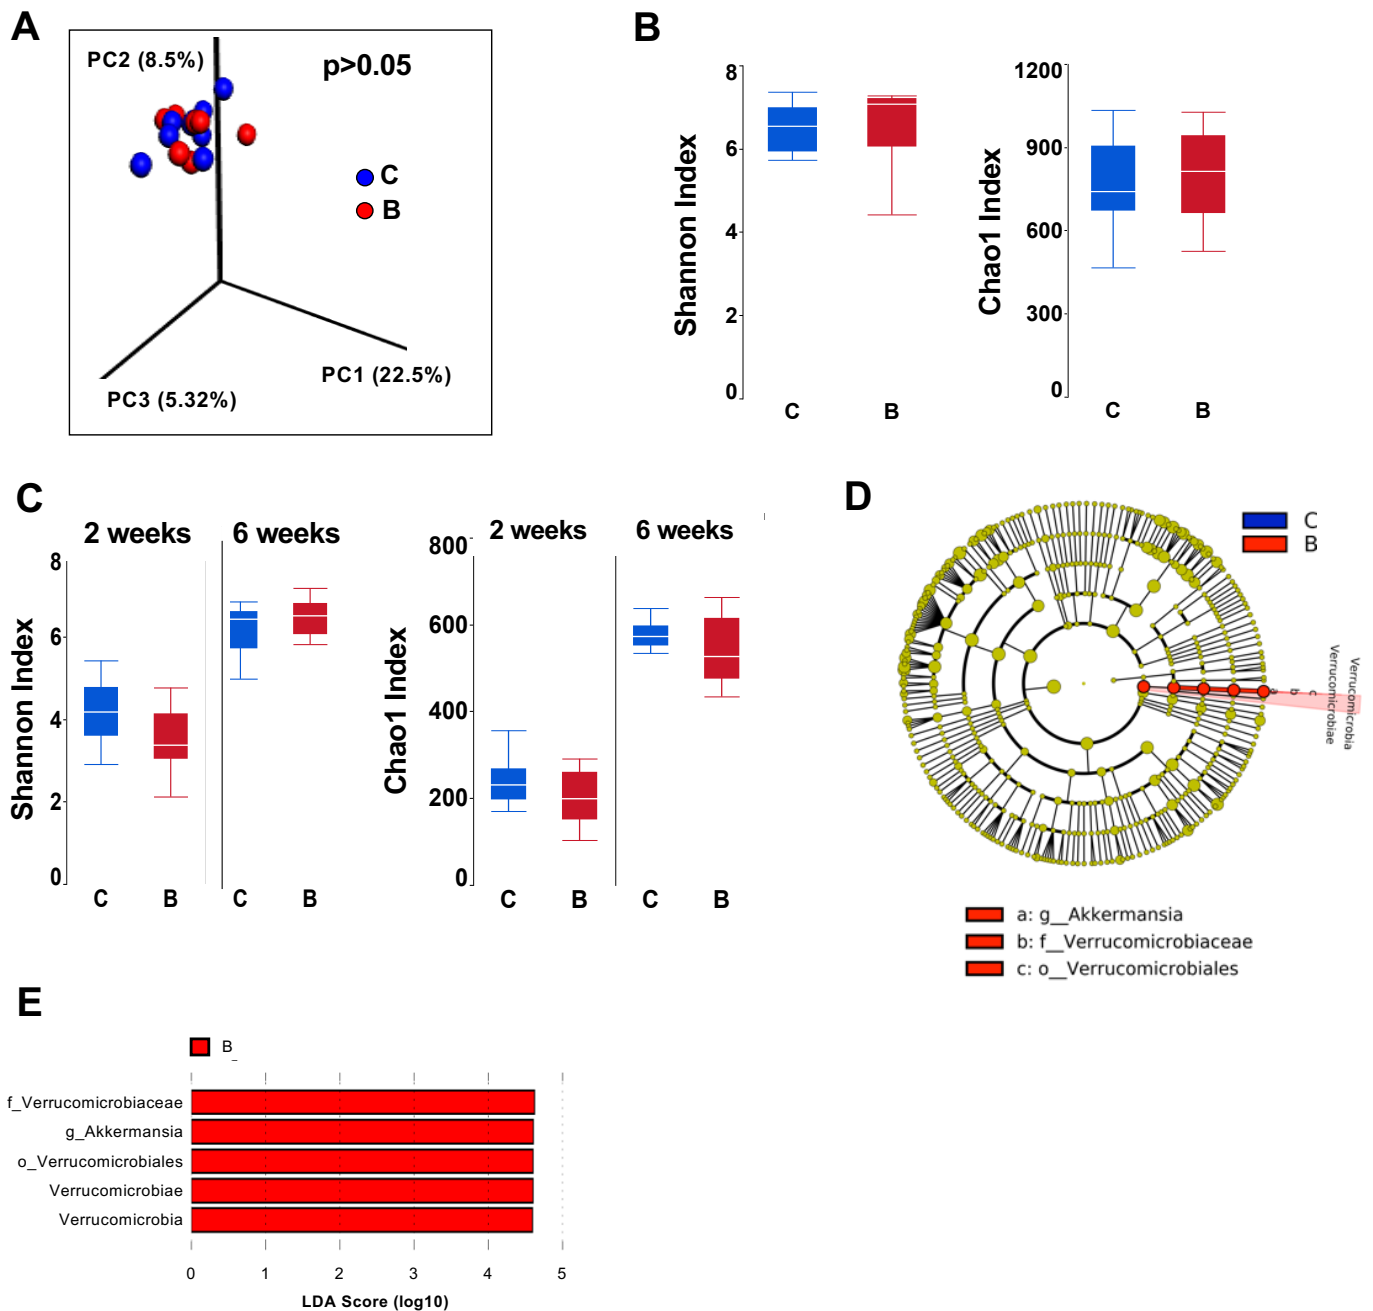 A
PC2 (8.5%)
p>0.05
C
B
PC1 (22.5%)
PC3 (5.32%)
B
8
6
4
2
0
Shannon Index
C
B
1200
900
600
300
0
Chao1 Index
C
B
C
2 weeks
6 weeks
8
6
4
2
0
Shannon Index
C
B
C
B
2 weeks
6 weeks
800
600
400
200
0
Chao1 Index
C
B
C
B
D
C
B
a
b
c
Verrucomicrobiae
Verrucomicrobia
a: g__Akkermansia
b: f__Verrucomicrobiaceae
c: o__Verrucomicrobiales
E
B
f_Verrucomicrobiaceae
g_Akkermansia
o_Verrucomicrobiales
Verrucomicrobiae
Verrucomicrobia
0 1 2 3 4 5
LDA Score (log10)